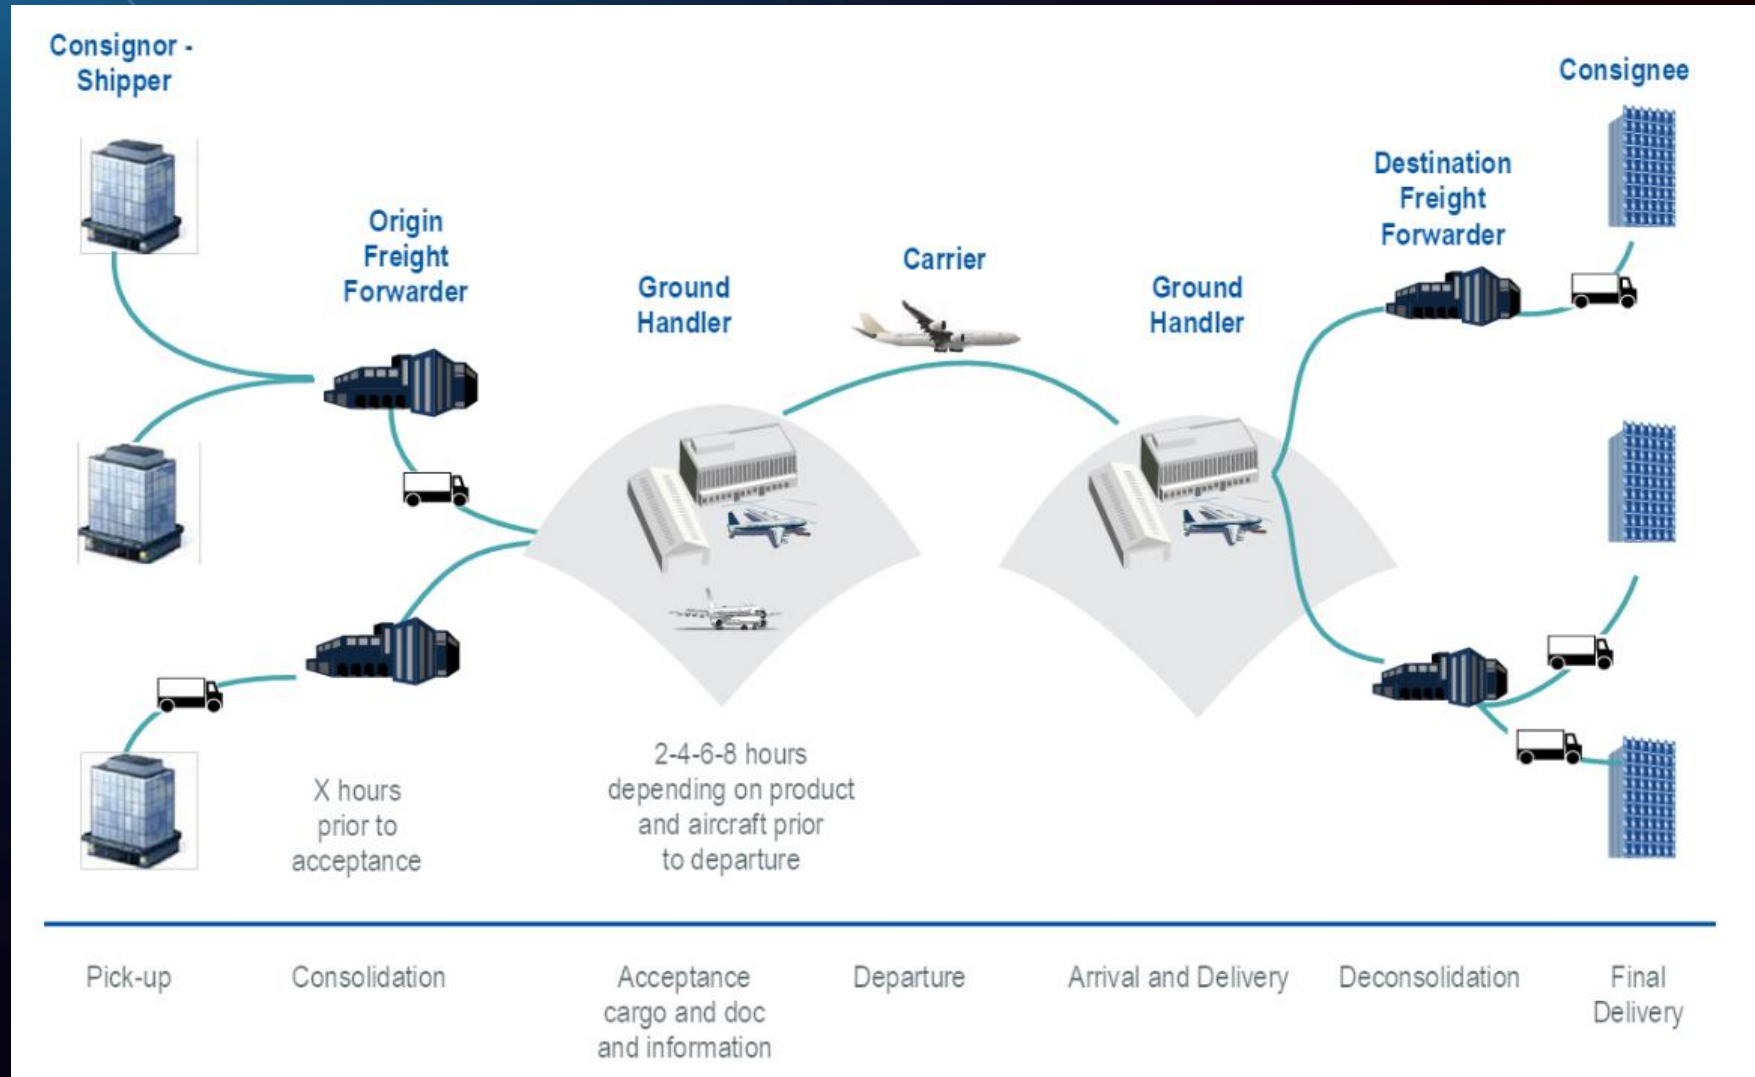 Consignor -
Shipper
Consignee
Destination
Freight
Forwarder
Origin
Freight
Forwarder
Carrier
Ground
Handler
Ground
Handler
X hours
prior to
acceptance
2-4-6-8 hours
depending on product
and aircraft prior
to departure
Pick-up
Consolidation
Acceptance
cargo and doc
and information
Departure
Arrival and Delivery
Deconsolidation
Final
Delivery